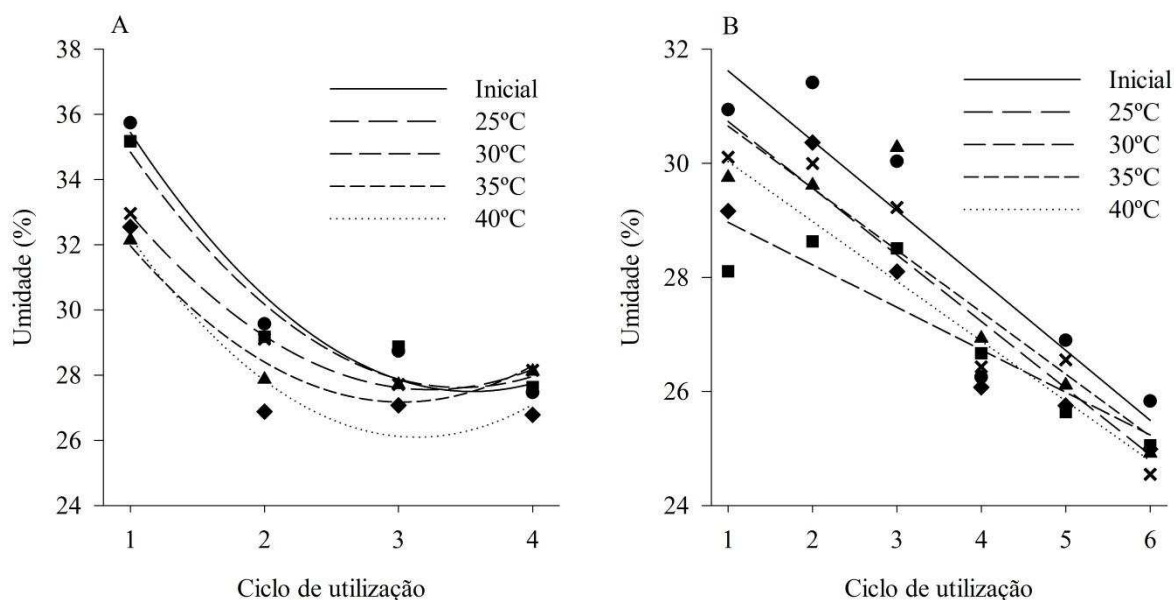 A
38
36
34
32
30
28
26
24
Umidade (%)
1 2 3 4
Ciclo de utilização
Inicial
25ºC
30ºC
35ºC
40ºC
B
32
30
28
26
24
Umidade (%)
1 2 3 4 5 6
Ciclo de utilização
Inicial
25ºC
30ºC
35ºC
40ºC